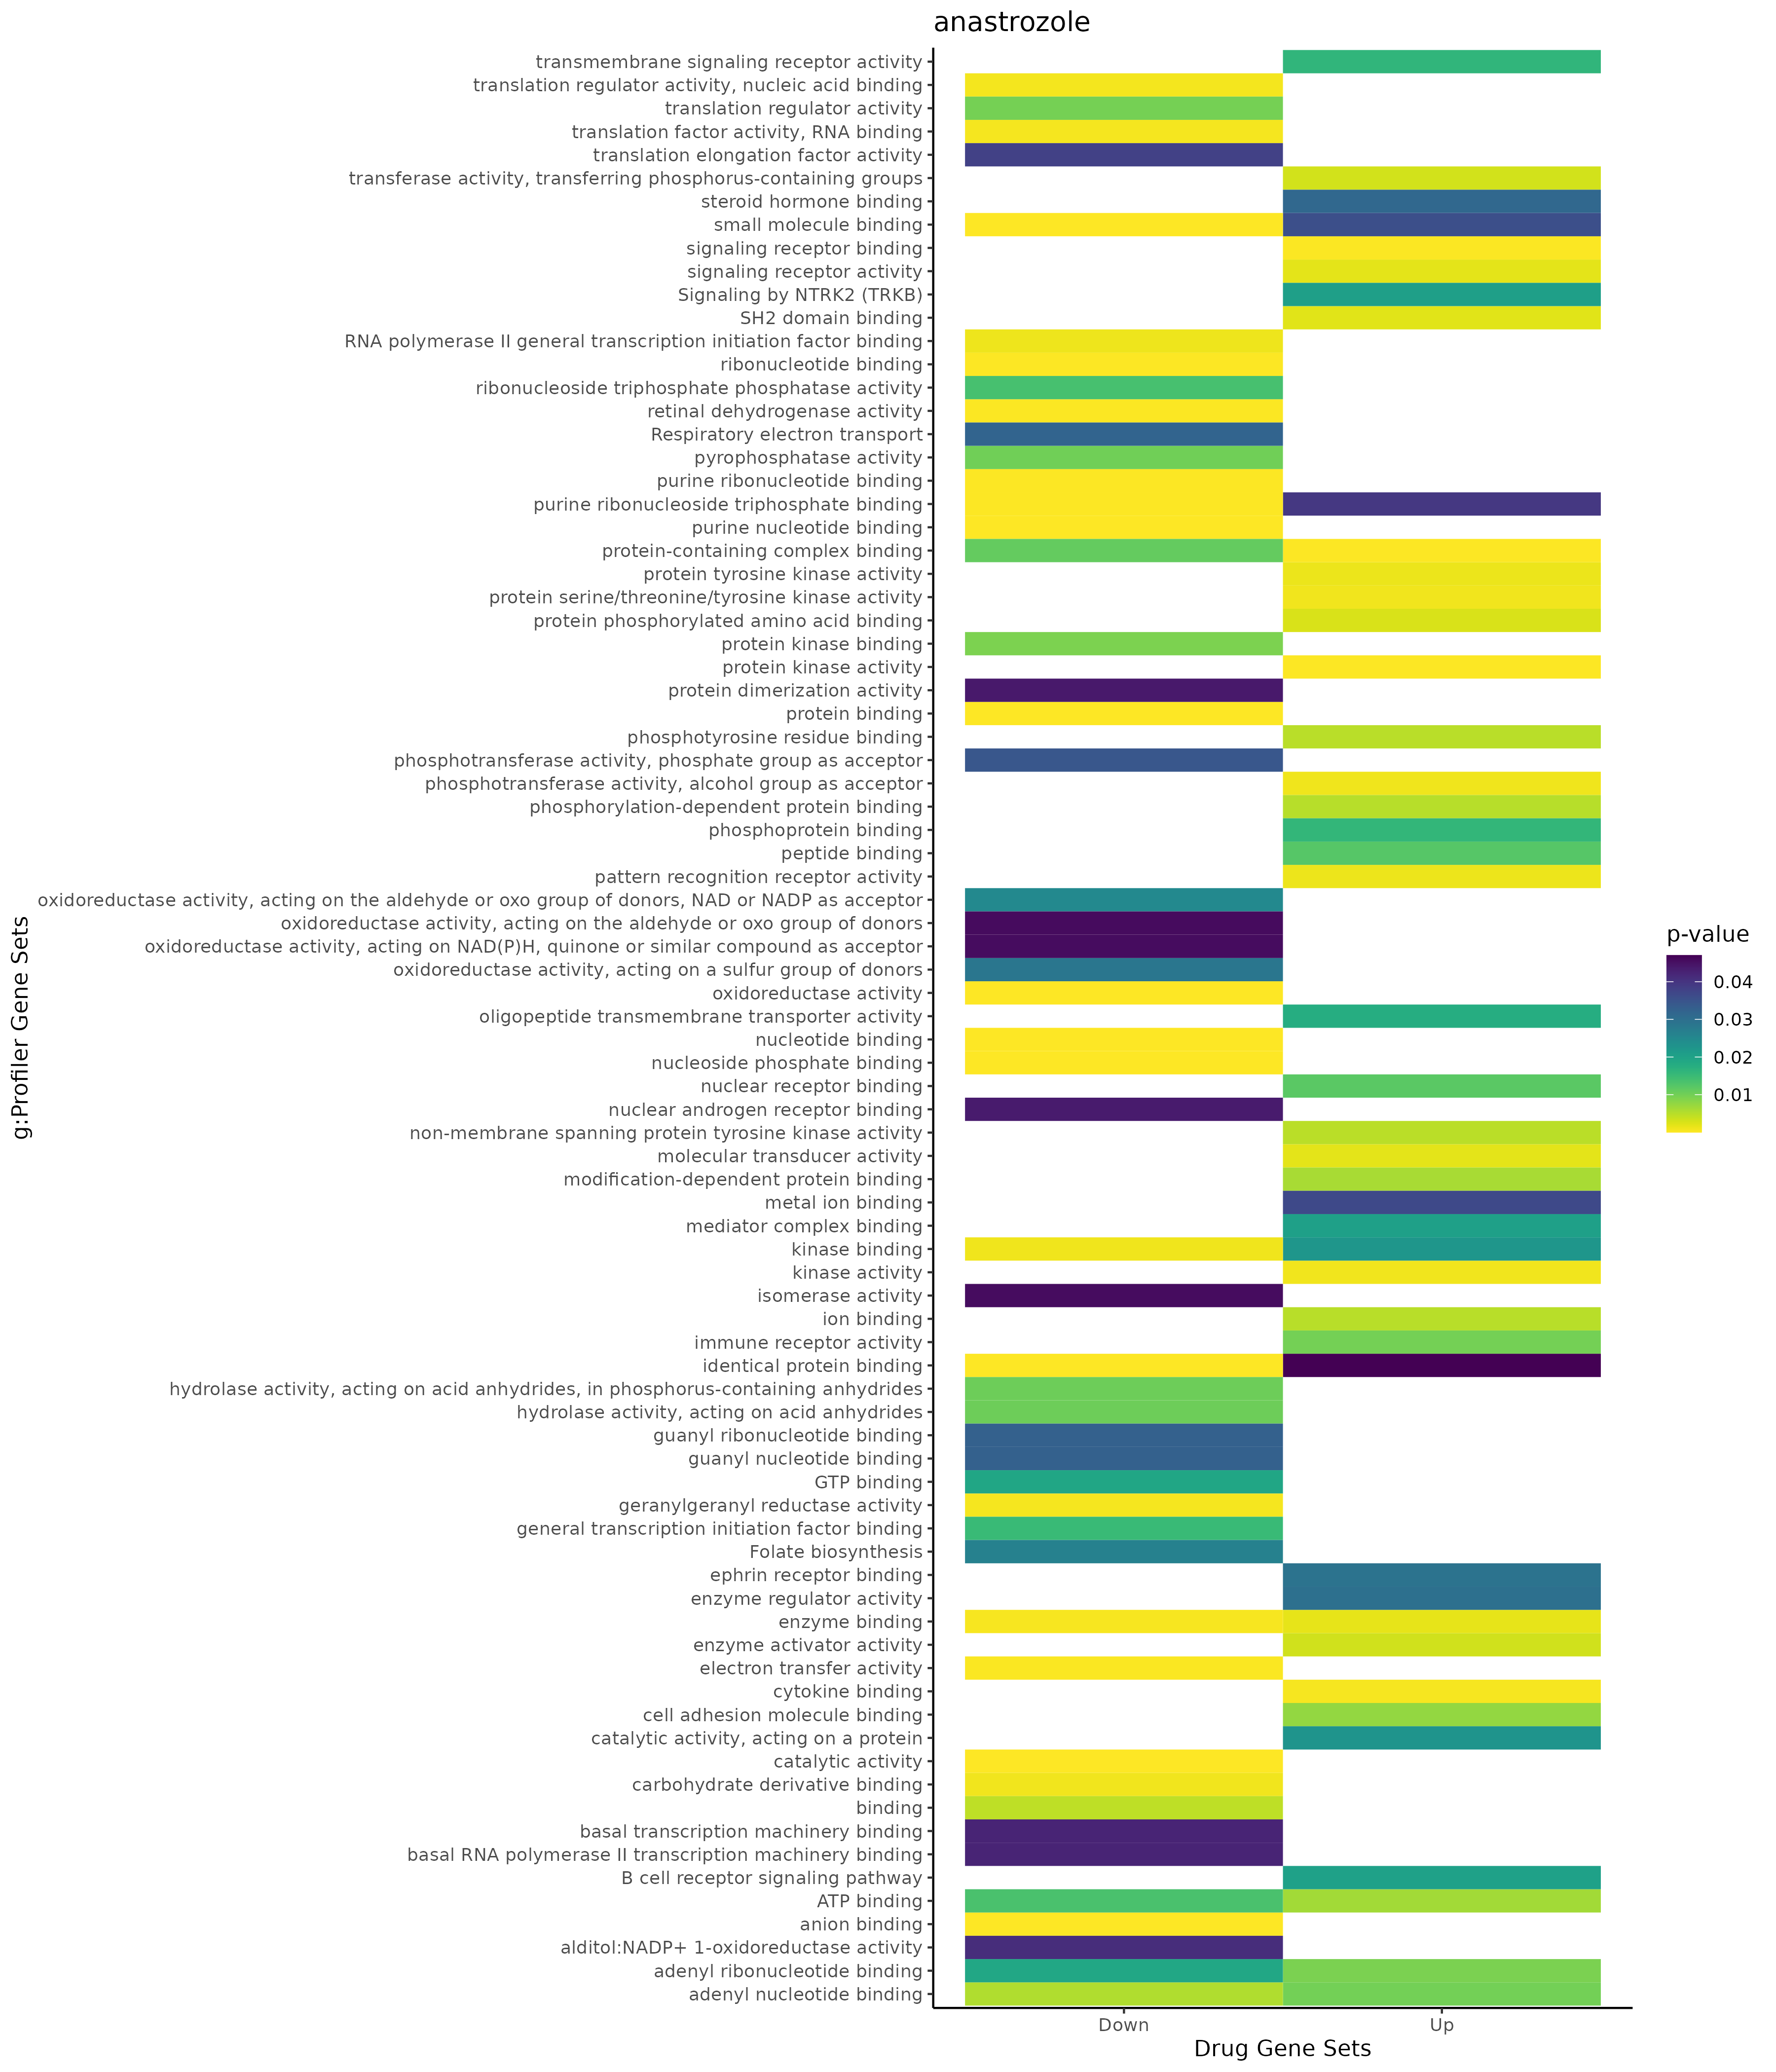 anastrozole
transmembrane signaling receptor activity
translation regulator activity, nucleic acid binding
translation regulator activity
translation factor activity, RNA binding
translation elongation factor activity
transferase activity, transferring phosphorus-containing groups
steroid hormone binding
small molecule binding
signaling receptor binding
signaling receptor activity
Signaling by NTRK2 (TRKB)
SH2 domain binding
RNA polymerase II general transcription initiation factor binding
ribonucleotide binding
ribonucleoside triphosphate phosphatase activity
retinal dehydrogenase activity
Respiratory electron transport
pyrophosphatase activity
purine ribonucleotide binding
purine ribonucleoside triphosphate binding
purine nucleotide binding
protein-containing complex binding
protein tyrosine kinase activity
protein serine/threonine/tyrosine kinase activity
protein phosphorylated amino acid binding
protein kinase binding
protein kinase activity
protein dimerization activity
protein binding
phosphotyrosine residue binding
phosphotransferase activity, phosphate group as acceptor
phosphotransferase activity, alcohol group as acceptor
phosphorylation-dependent protein binding
phosphoprotein binding
peptide binding
pattern recognition receptor activity
oxidoreductase activity, acting on the aldehyde or oxo group of donors, NAD or NADP as acceptor
oxidoreductase activity, acting on the aldehyde or oxo group of donors
oxidoreductase activity, acting on NAD(P)H, quinone or similar compound as acceptor
oxidoreductase activity, acting on a sulfur group of donors
oxidoreductase activity
oligopeptide transmembrane transporter activity
nucleotide binding
nucleoside phosphate binding
nuclear receptor binding
nuclear androgen receptor binding
non-membrane spanning protein tyrosine kinase activity
molecular transducer activity
modification-dependent protein binding
metal ion binding
mediator complex binding
kinase binding
kinase activity
isomerase activity
ion binding
immune receptor activity
identical protein binding
hydrolase activity, acting on acid anhydrides, in phosphorus-containing anhydrides
hydrolase activity, acting on acid anhydrides
guanyl ribonucleotide binding
guanyl nucleotide binding
GTP binding
geranylgeranyl reductase activity
general transcription initiation factor binding
Folate biosynthesis
ephrin receptor binding
enzyme regulator activity
enzyme binding
enzyme activator activity
electron transfer activity
cytokine binding
cell adhesion molecule binding
catalytic activity, acting on a protein
catalytic activity
carbohydrate derivative binding
binding
basal transcription machinery binding
basal RNA polymerase II transcription machinery binding
B cell receptor signaling pathway
ATP binding
anion binding
alditol:NADP+ 1-oxidoreductase activity
adenyl ribonucleotide binding
adenyl nucleotide binding
g:Profiler Gene Sets
Down
Up
Drug Gene Sets
p-value
0.04
0.03
0.02
0.01